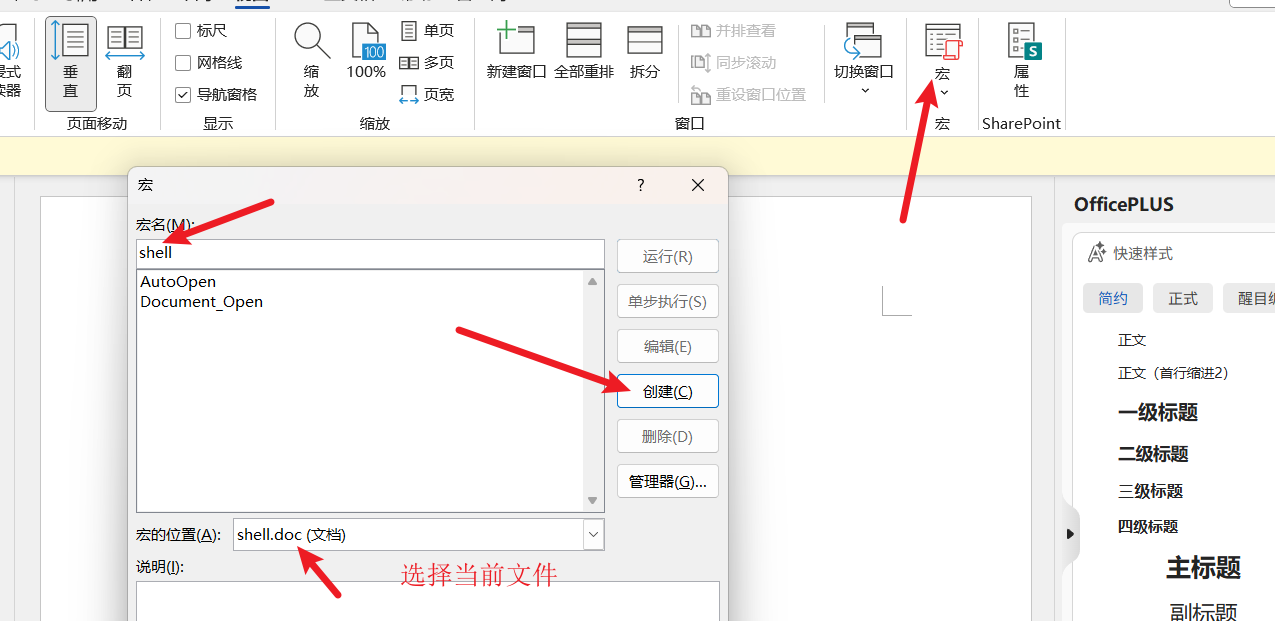 垂直
翻页
页面移动
标尺
网格线
导航窗格
显示
缩放
100
100%
单页
多页
页宽
缩放
新建窗口
全部重排
拆分
并排查看
同步滚动
重设窗口位置
切换窗口
窗口
宏
宏
S
属性
SharePoint
宏
?
宏名(M):
shell
AutoOpen
Document_Open
运行(R)
单步执行(S)
编辑(E)
创建(C)
删除(D)
管理器(G)...
宏的位置(A):
shell.doc (文档)
说明(I):
选择当前文件
OfficePLUS
快速样式
简约
正式
醒目
正文
正文（首行缩进2）
一级标题
二级标题
三级标题
四级标题
主标题
副标题